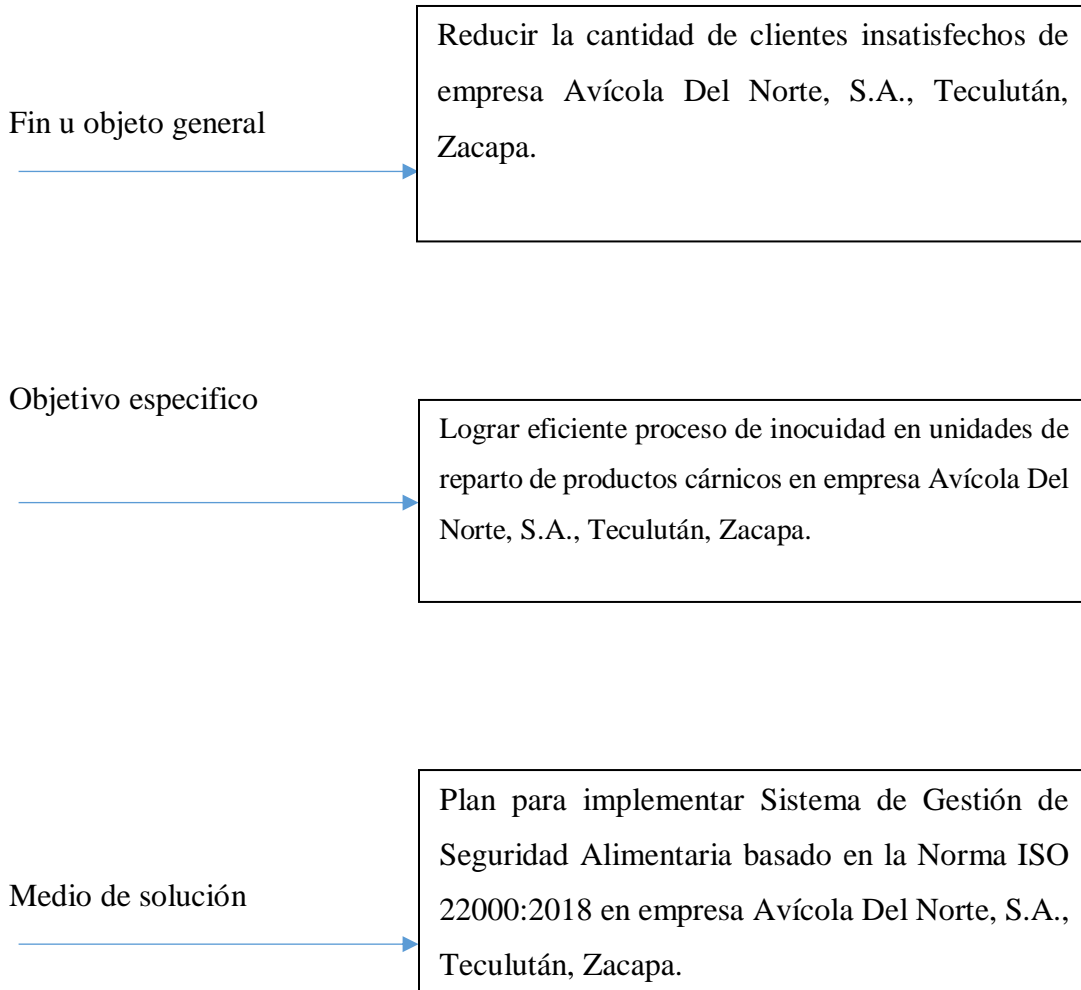 Fin u objeto general
Reducir la cantidad de clientes insatisfechos de
empresa Avícola Del Norte, S.A., Teculután,
Zacapa.
Objetivo especifico
Lograr eficiente proceso de inocuidad en unidades de
reparto de productos cárnicos en empresa Avícola Del
Norte, S.A., Teculután, Zacapa.
Medio de solución
Plan para implementar Sistema de Gestión de
Seguridad Alimentaria basado en la Norma ISO
22000:2018 en empresa Avícola Del Norte, S.A.,
Teculután, Zacapa.